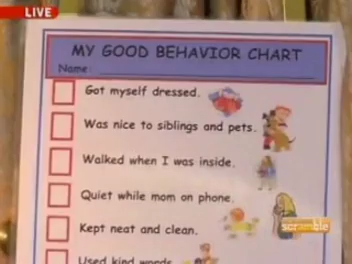 LIVE
MY GOOD BEHAVIOR CHART
Name:
Got myself dressed.
Was nice to siblings and pets.
Walked when I was inside.
Quiet while mom on phone.
Kept neat and clean.
Used kind words
scramble